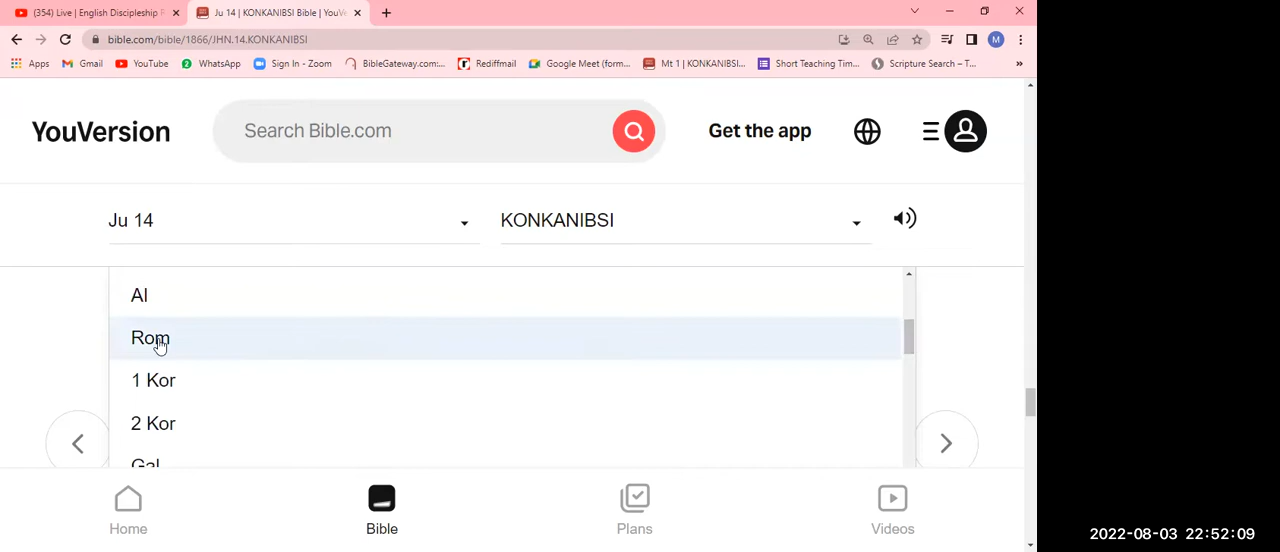 (354) Live | English Discipleship P
Ju 14 | KONKANIBSI Bible | YouVe
bible.com/bible/1866/JHN.14.KONKANIBSI
M
Apps
Gmail
YouTube
2 WhatsApp
Sign In - Zoom
BibleGateway.com:...
Rediffmail
Google Meet (form...
Mt 1 | KONKANIBSI...
Short Teaching Tim...
Scripture Search – T...
»
YouVersion
Search Bible.com
Get the app
Ju 14
KONKANIBSI
Rom
1 Kor
2 Kor
Gal
Home
Bible
Plans
Videos
2022-08-03 22:52:09